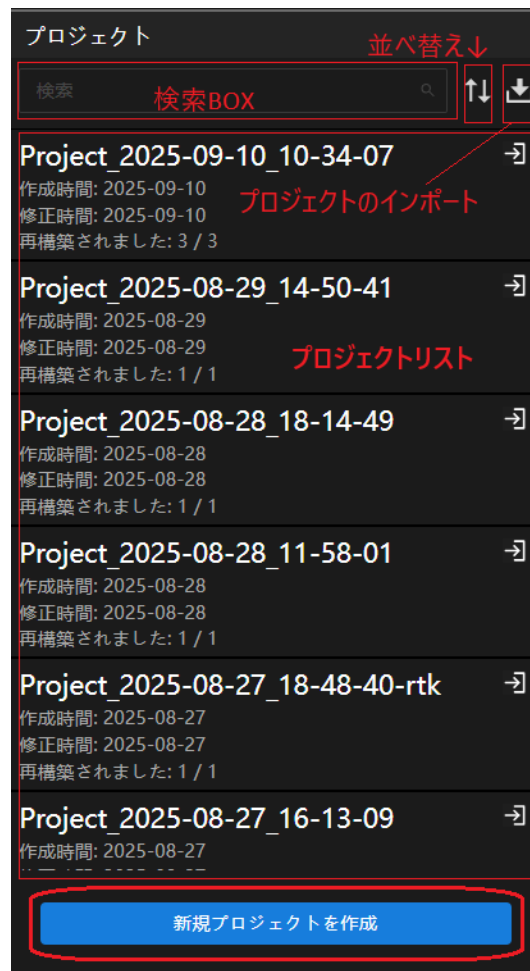 プロジェクト
並べ替え↓
検索
検索BOX
Project_2025-09-10_10-34-07
作成時間: 2025-09-10
修正時間: 2025-09-10
プロジェクトのインポート
再構築されました: 3 / 3
Project_2025-08-29_14-50-41
作成時間: 2025-08-29
修正時間: 2025-08-29
プロジェクトリスト
再構築されました: 1 / 1
Project_2025-08-28_18-14-49
作成時間: 2025-08-28
修正時間: 2025-08-28
再構築されました: 1 / 1
Project_2025-08-28_11-58-01
作成時間: 2025-08-28
修正時間: 2025-08-28
再構築されました: 1 / 1
Project_2025-08-27_18-48-40-rtk
作成時間: 2025-08-27
修正時間: 2025-08-27
再構築されました: 1 / 1
Project_2025-08-27_16-13-09
作成時間: 2025-08-27
新規プロジェクトを作成